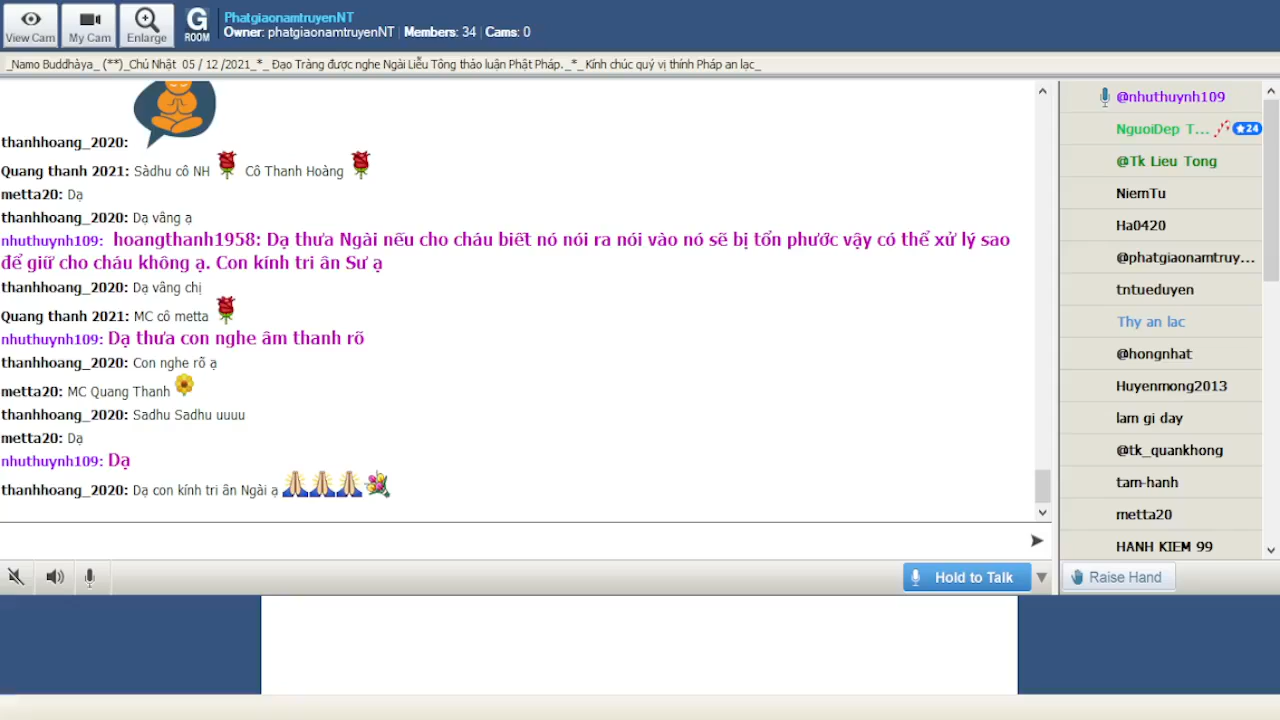 View Cam
My Cam
Enlarge
G
ROOM
PhatgiaonamtruyenNT
Owner: phatgiaonamtruyenNT | Members: 34 | Cams: 0
_Namo Buddhàya_ (**)_Chủ Nhật 05 / 12 /2021_*_ Đạo Tràng được nghe Ngài Liễu Tông thảo luận Phật Pháp._*_Kính chúc quý vị thính Pháp an lạc_
thanhhoang_2020:
Quang thanh 2021: Sàdhu cô NH Cô Thanh Hoàng
metta20: Dạ
thanhhoang_2020: Dạ vâng ạ
nhuthuynh109: hoangthanh1958: Dạ thưa Ngài nếu cho cháu biết nó nói ra nói vào nó sẽ bị tổn phước vậy có thể xử lý sao
để giữ cho cháu không ạ. Con kính tri ân Sư ạ
thanhhoang_2020: Dạ vâng chị
Quang thanh 2021: MC cô metta
nhuthuynh109: Dạ thưa con nghe âm thanh rõ
thanhhoang_2020: Con nghe rõ ạ
metta20: MC Quang Thanh
thanhhoang_2020: Sadhu Sadhu uuuu
metta20: Dạ
nhuthuynh109: Dạ
thanhhoang_2020: Dạ con kính tri ân Ngài ạ
Hold to Talk
@nhuthuynh109
NguoiDep T... 24
@Tk Lieu Tong
NiemTu
Ha0420
@phatgiaonamtruy...
tntueduyen
Thy an lac
@hongnhat
Huyenmong2013
lam gi day
@tk_quankhong
tam-hanh
metta20
HANH KIEM 99
Raise Hand